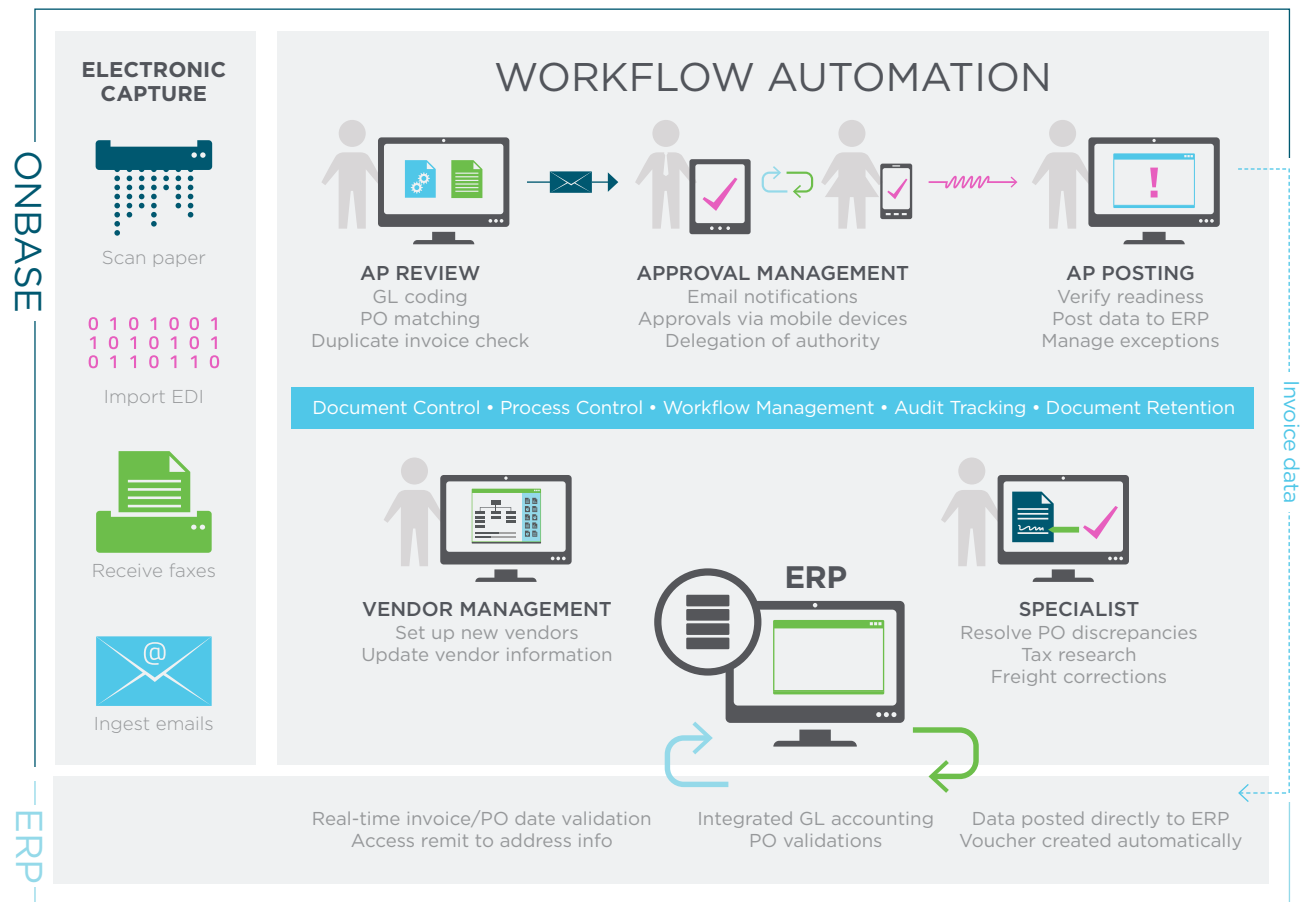 ONBASE
ELECTRONIC
CAPTURE
Scan paper
0 1 0 1 0 0 1
1 0 1 0 1 0 1
0 1 1 0 1 1 0
Import EDI
Receive faxes
@
Ingest emails
WORKFLOW AUTOMATION
AP REVIEW
GL coding
PO matching
Duplicate invoice check
APPROVAL MANAGEMENT
Email notifications
Approvals via mobile devices
Delegation of authority
!
AP POSTING
Verify readiness
Post data to ERP
Manage exceptions
Document Control • Process Control • Workflow Management • Audit Tracking • Document Retention
VENDOR MANAGEMENT
Set up new vendors
Update vendor information
ERP
SPECIALIST
Resolve PO discrepancies
Tax research
Freight corrections
Invoice data
ERP
Real-time invoice/PO date validation
Access remit to address info
Integrated GL accounting
PO validations
Data posted directly to ERP
Voucher created automatically